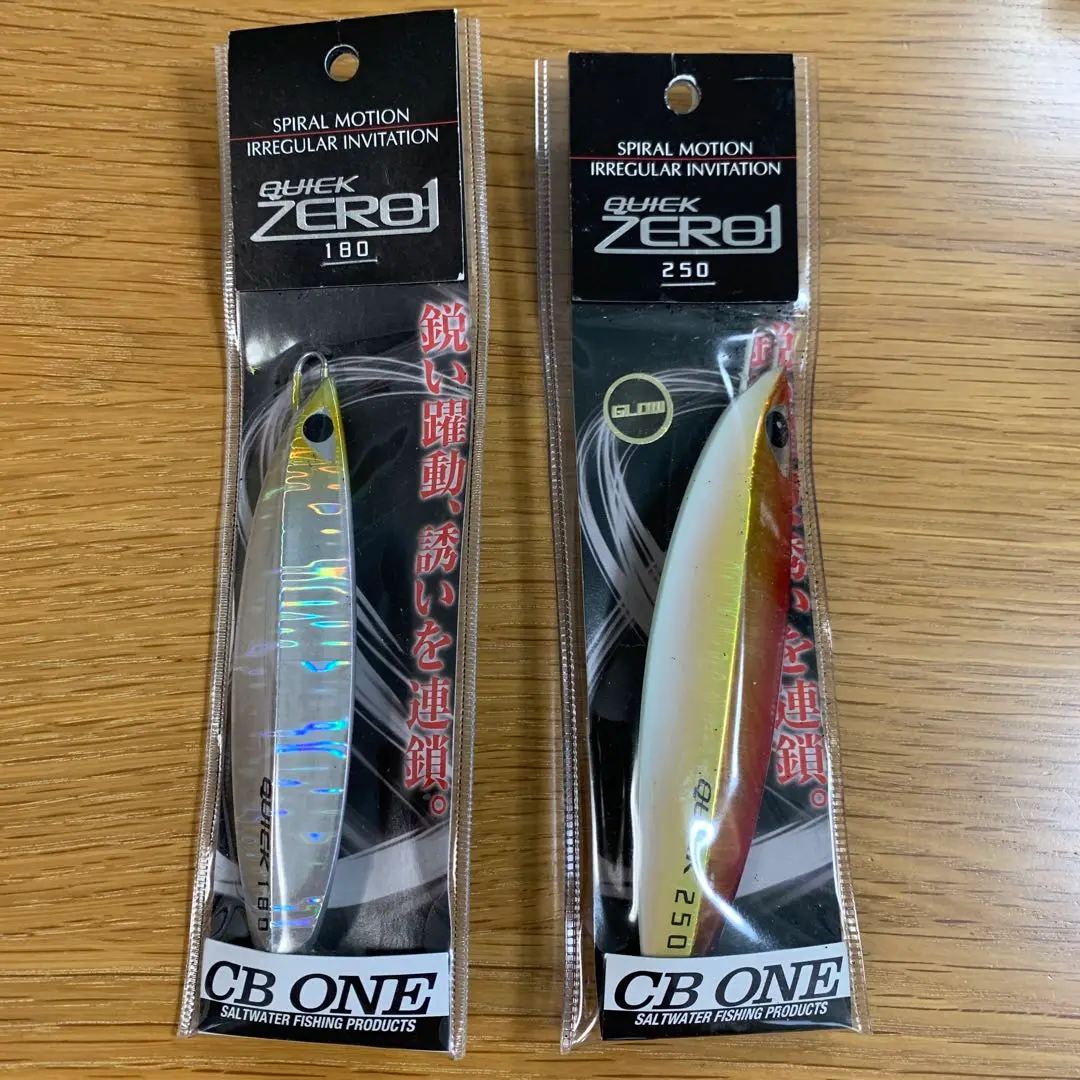 SPIRAL MOTION
IRREGULAR INVITATION
QUICK
ZERO1
180
鋭い躍動、誘いを連鎖。
QUICK 180
CB ONE
SALTWATER FISHING PRODUCTS
SPIRAL MOTION
IRREGULAR INVITATION
QUICK
ZERO1
250
GLOW
を連鎖。
250
CB ONE
SALTWATER FISHING PRODUCTS